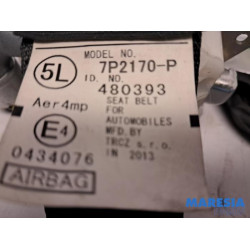 MODEL NO.
5L
7P2170-P
I.D. NO.
480393
Aer4mp
SEAT BELT
FOR
AUTOMOBILES
E4
MFD.BY
TRCZ s.r.o.
0434076
IN 2013
AIRBAG
MARESIA